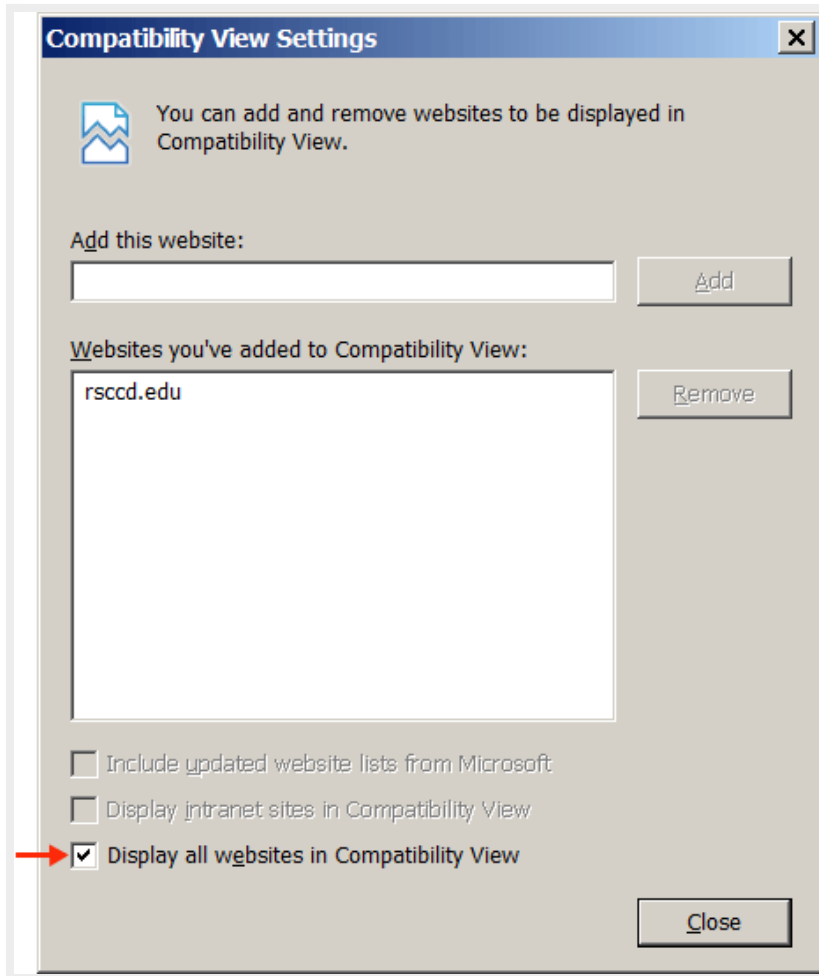 Compatibility View Settings
You can add and remove websites to be displayed in
Compatibility View.
Add this website:
Add
Websites you've added to Compatibility View:
rsccd.edu
Remove
Include updated website lists from Microsoft
Display intranet sites in Compatibility View
Display all websites in Compatibility View
Close